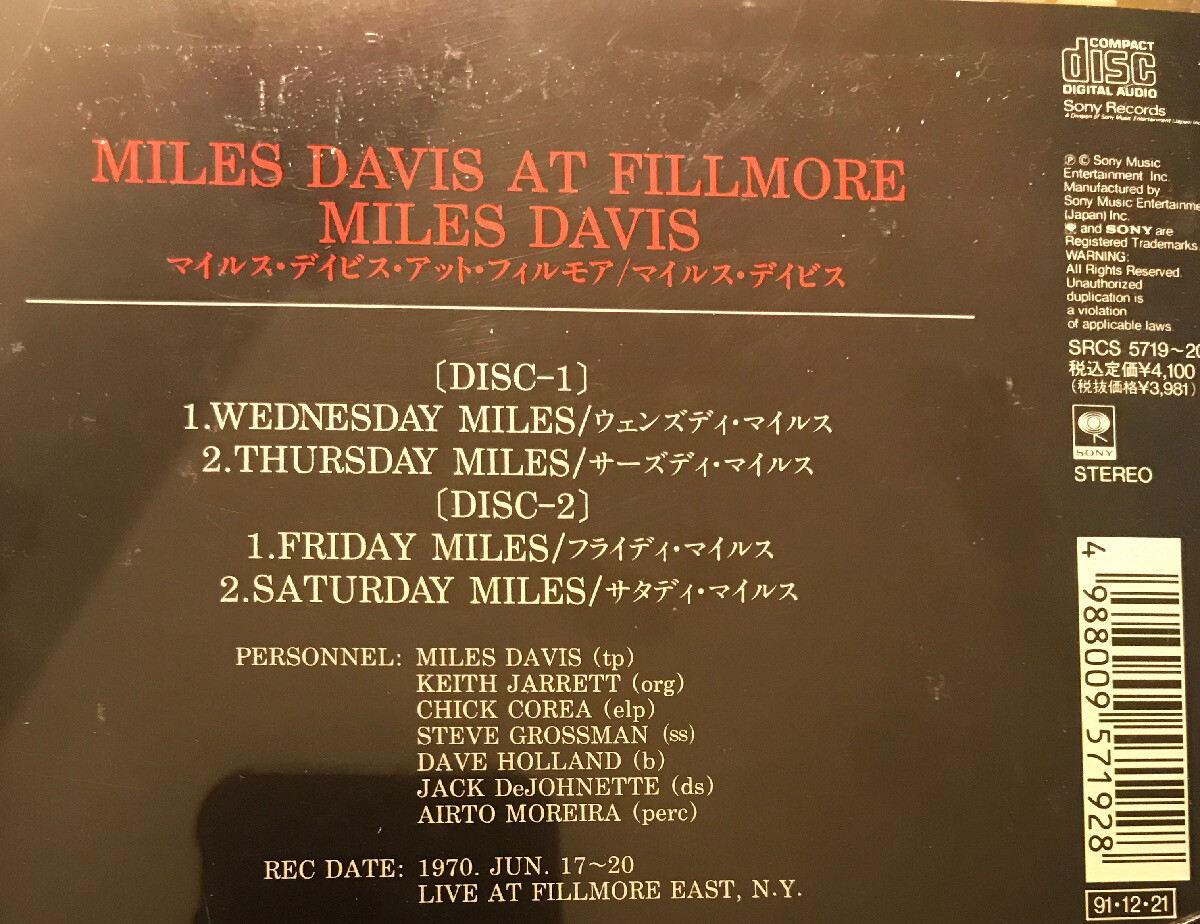 MILES DAVIS AT FILLMORE
MILES DAVIS
マイルス・デイビス・アット・フィルモア/マイルス・デイビス
〔DISC-1〕
1.WEDNESDAY MILES/ウェンズディ・マイルス
2.THURSDAY MILES/サーズディ・マイルス
〔DISC-2〕
1.FRIDAY MILES/フライディ・マイルス
2.SATURDAY MILES/サタディ・マイルス
PERSONNEL: MILES DAVIS (tp)
KEITH JARRETT (org)
CHICK COREA (elp)
STEVE GROSSMAN (ss)
DAVE HOLLAND (b)
JACK DeJOHNETTE (ds)
AIRTO MOREIRA (perc)
REC DATE: 1970. JUN. 17~20
LIVE AT FILLMORE EAST, N.Y.
COMPACT
disc
DIGITAL AUDIO
Sony Records
A Division of Sony Music Entertainment (Japan) Inc.
Ⓟ © Sony Music
Entertainment Inc.
Manufactured by
Sony Music Entertainme
(Japan) Inc.
and SONY are
Registered Trademarks
WARNING:
All Rights Reserved.
Unauthorized
duplication is
a violation
of applicable laws.
SRCS 5719~20
税込定価¥4,100
(税抜価格¥3,981)
SONY
STEREO
4 988009 571928
91・12・21